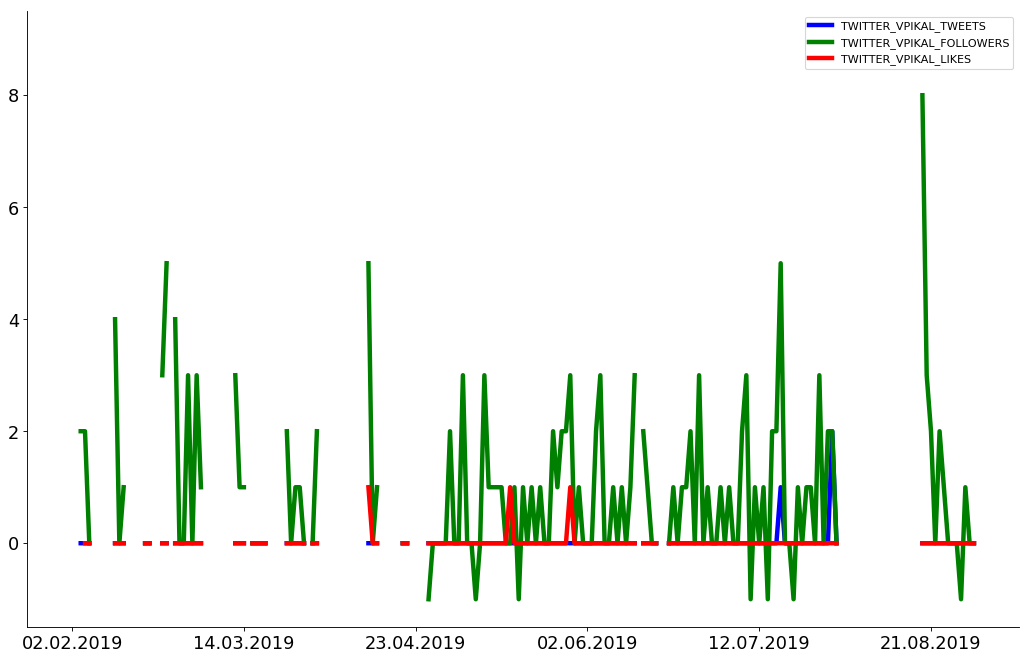 TWITTER_VPIKAL_TWEETS
TWITTER_VPIKAL_FOLLOWERS
TWITTER_VPIKAL_LIKES
8
6
4
2
0
02.02.2019 14.03.2019 23.04.2019 02.06.2019 12.07.2019 21.08.2019